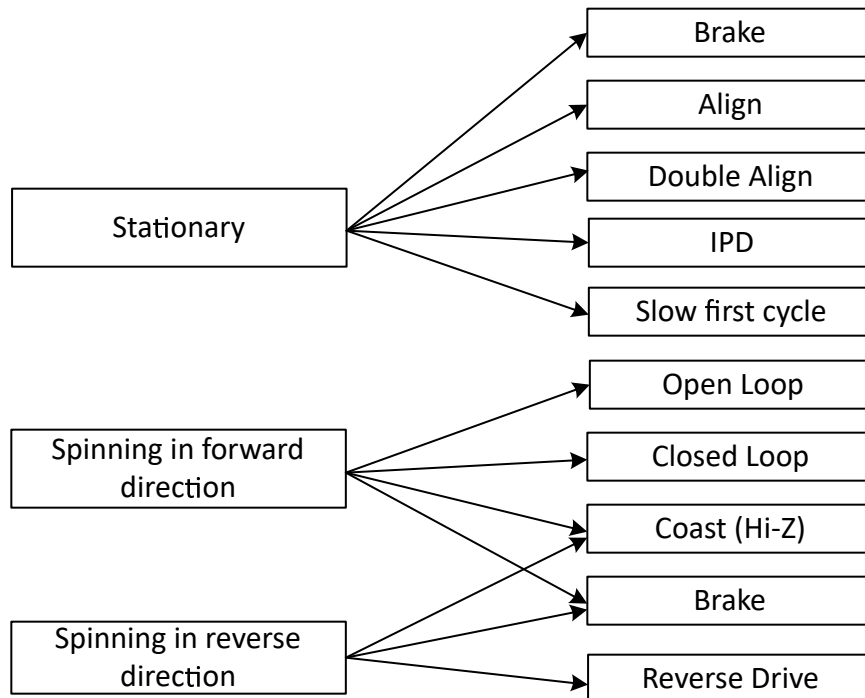 Brake
Align
Double Align
Stationary
IPD
Slow first cycle
Open Loop
Spinning in forward
direction
Closed Loop
Coast (Hi-Z)
Brake
Spinning in reverse
direction
Reverse Drive